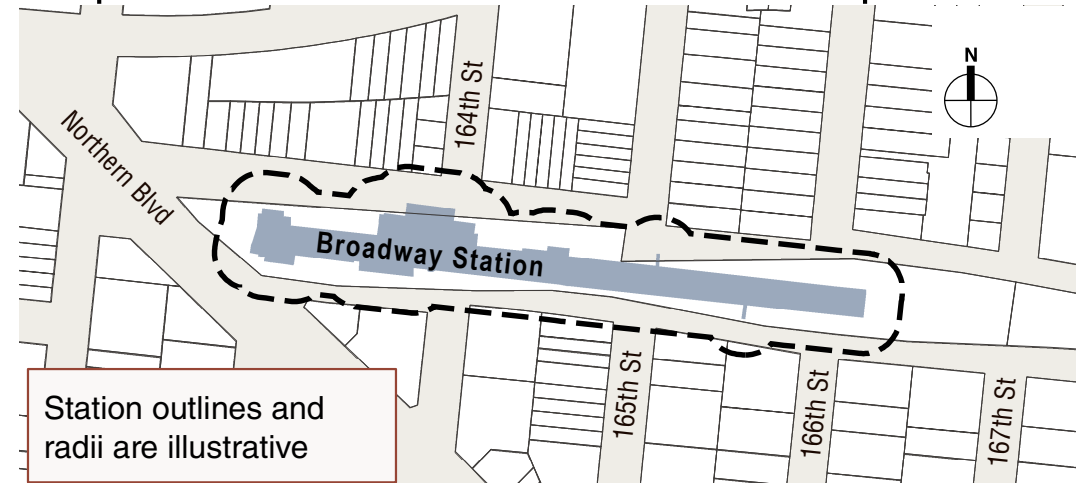 N
164th St
Northern Blvd
Broadway Station
165th St
166th St
167th St
Station outlines and
radii are illustrative